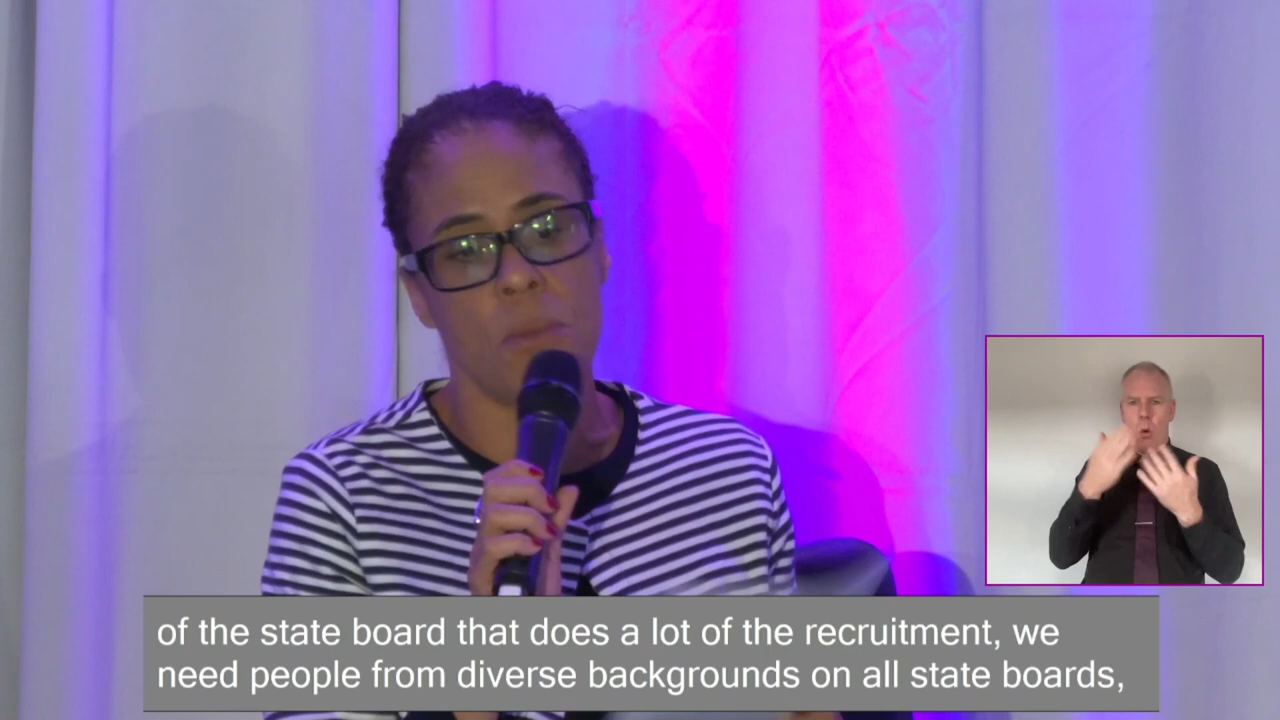 of the state board that does a lot of the recruitment, we
need people from diverse backgrounds on all state boards,